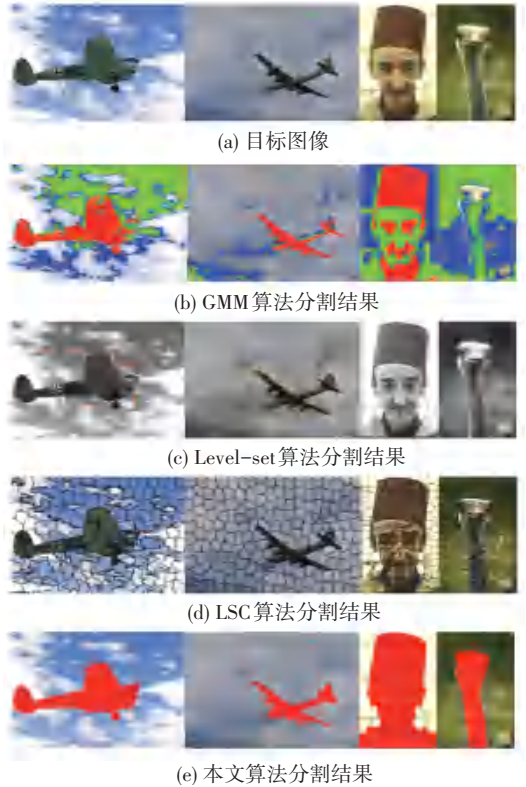 (a) 目标图像
(b) GMM算法分割结果
(c) Level-set算法分割结果
(d) LSC算法分割结果
(e) 本文算法分割结果